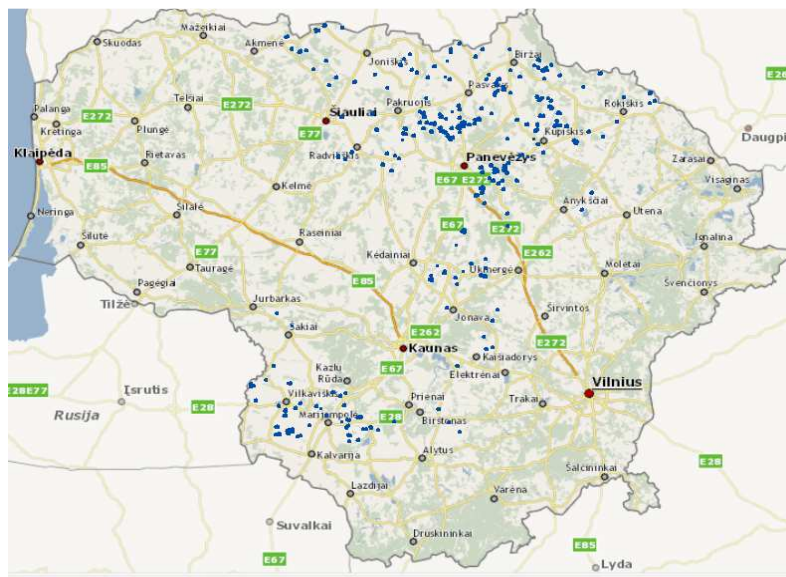 Mažeikiai
Skuodas
Akmenė
Joniškis
Biržai
E26
Palanga
E272
Telšiai
E272
Šiauliai
Pakruojis
Pasvalys
Rokiškis
Kretinga
Plungė
E77
Daugpi
Klaipėda
E85
Rietavas
Radviliškis
Kupiškis
Panevėžys
Zarasai
E67
E272
Visaginas
Kelmė
Neringa
Šilalė
Anykščiai
Utena
E67
E272
Šilutė
Raseiniai
E262
Ignalina
E77
Tauragė
Kėdainiai
Ukmergė
Molėtai
Pagėgiai
E85
Švenčionys
Tilžė
Jurbarkas
Jonava
Širvintos
Šakiai
E262
E272
Kaunas
Kaišiadorys
Kazlų
Rūda
E67
Elektrėnai
Vilnius
E28E77
Įsrutis
Vilkaviškis
Prienai
Trakai
Rusija
E28
Marijampolė
E28
Birštonas
Kalvarija
Alytus
E28
Šalčininkai
Lazdijai
Varėna
Suvalkai
Druskininkai
E67
E85
Lyda